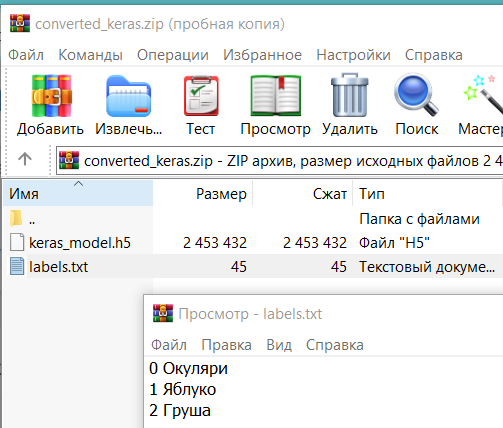 converted_keras.zip (пробная копия)
Файл Команды Операции Избранное Настройки Справка
Добавить Извлечь... Тест Просмотр Удалить Поиск Мастер
converted_keras.zip - ZIP архив, размер исходных файлов 2 4
Имя Размер Сжат Тип
.. Папка с файлами
keras_model.h5 2 453 432 2 453 432 Файл "H5"
labels.txt 45 45 Текстовый докуме...
Просмотр - labels.txt
Файл Правка Вид Справка
0 Окуляри
1 Яблуко
2 Груша